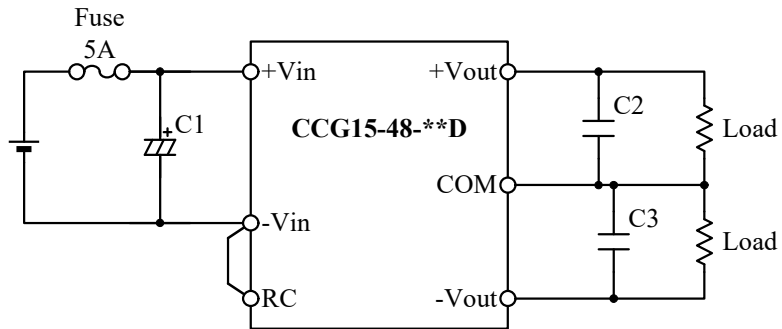 Fuse
5A
+Vin
+Vout
C1
+
CCG15-48-**D
C2
Load
COM
-Vin
C3
Load
RC
-Vout